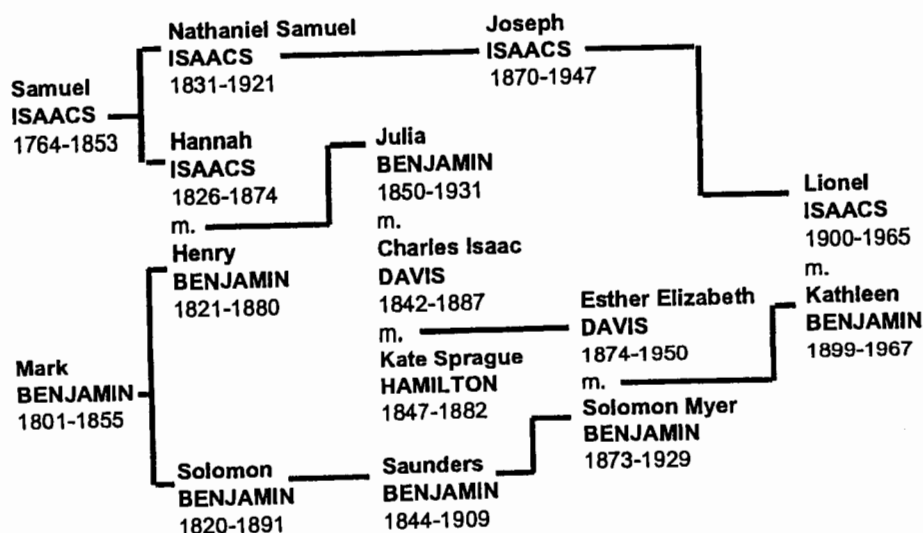 Samuel
ISAACS
1764-1853
Nathaniel Samuel
ISAACS
1831-1921
Hannah
ISAACS
1826-1874
m.
Henry
BENJAMIN
1821-1880
Mark
BENJAMIN
1801-1855
Solomon
BENJAMIN
1820-1891
Joseph
ISAACS
1870-1947
Julia
BENJAMIN
1850-1931
m.
Charles Isaac
DAVIS
1842-1887
m.
Kate Sprague
HAMILTON
1847-1882
Saunders
BENJAMIN
1844-1909
Esther Elizabeth
DAVIS
1874-1950
m.
Solomon Myer
BENJAMIN
1873-1929
Lionel
ISAACS
1900-1965
m.
Kathleen
BENJAMIN
1899-1967